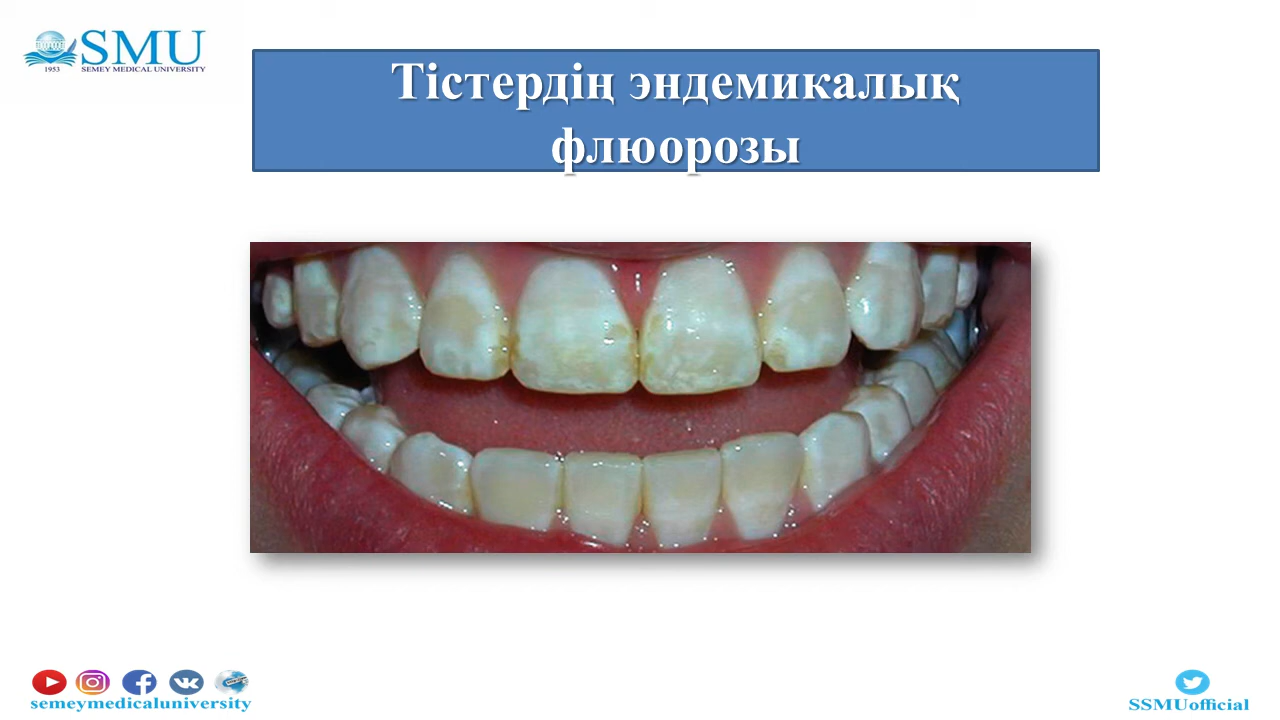 SMU
1953 SEMEY MEDICAL UNIVERSITY
Тістердің эндемикалық
флюорозы
semeymedicaluniversity
SSMUofficial